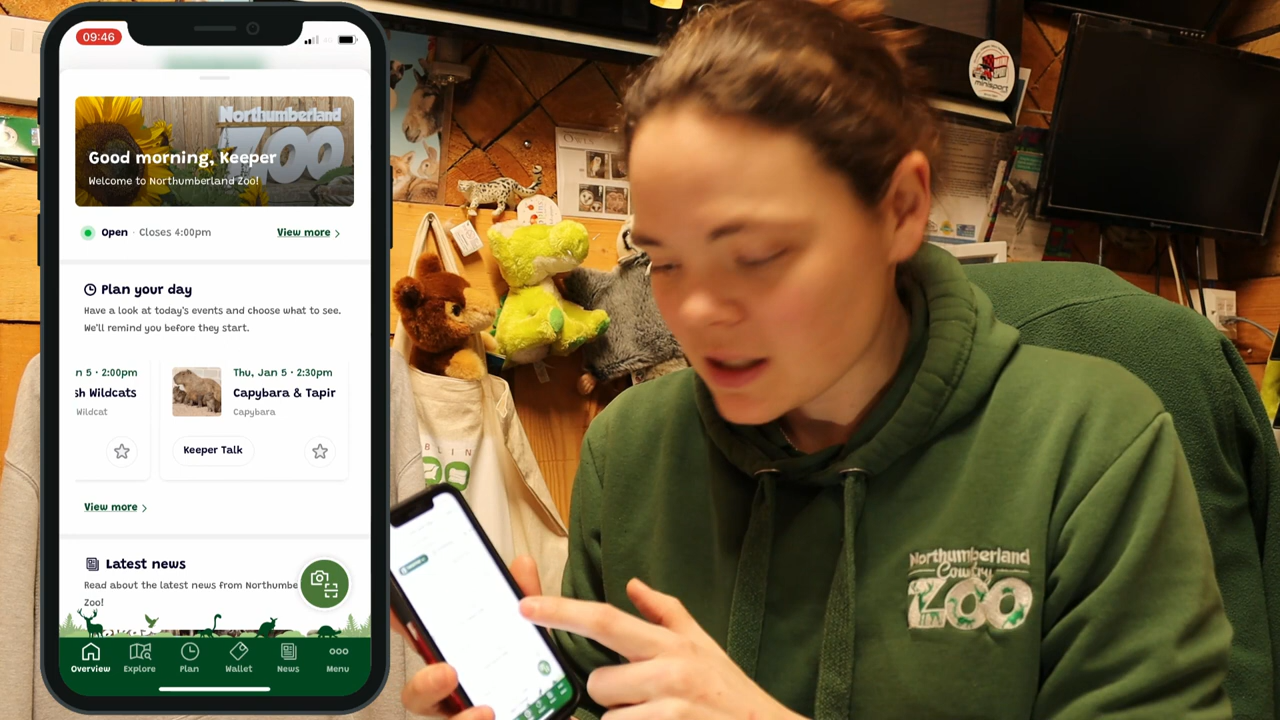 09:46
Northumberland
ZOO
Good morning, Keeper
Welcome to Northumberland Zoo!
Open · Closes 4:00pm
View more
Plan your day
Have a look at today's events and choose what to see.
We'll remind you before they start.
n 5 · 2:00pm
sh Wildcats
Wildcat
Thu, Jan 5 · 2:30pm
Capybara & Tapir
Capybara
Keeper Talk
View more
Latest news
Read about the latest news from Northumbe
Zoo!
Overview
Explore
Plan
Wallet
News
Menu
OWLS
minsport
BLIN
Northumberland
Country
ZOO